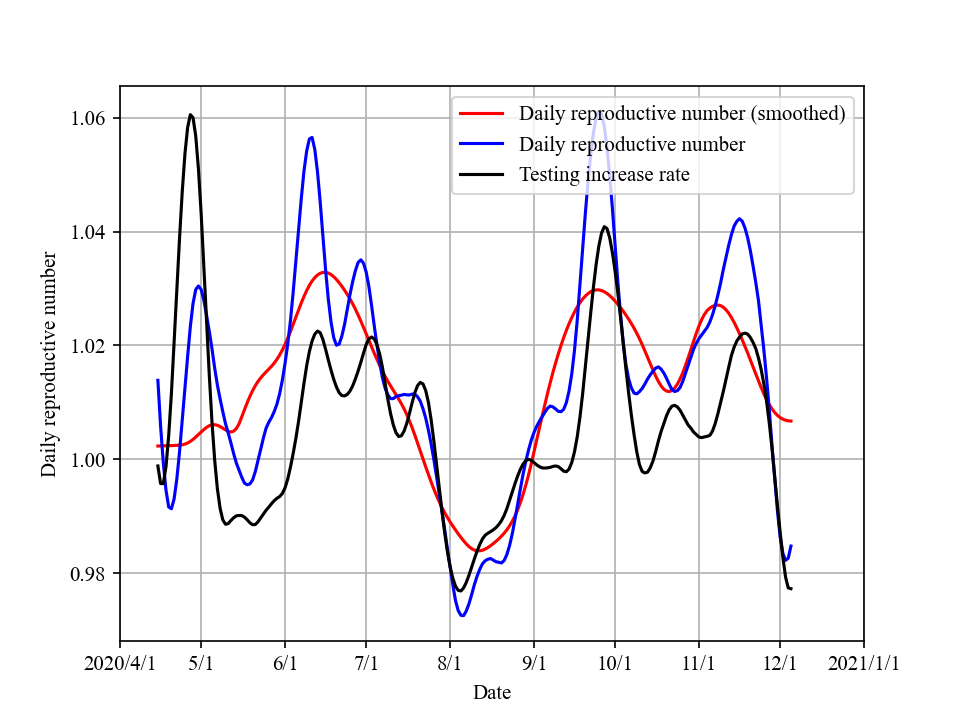 Daily reproductive number (smoothed)
Daily reproductive number
Testing increase rate
Daily reproductive number
1.06
1.04
1.02
1.00
0.98
2020/4/1 5/1 6/1 7/1 8/1 9/1 10/1 11/1 12/1 2021/1/1
Date